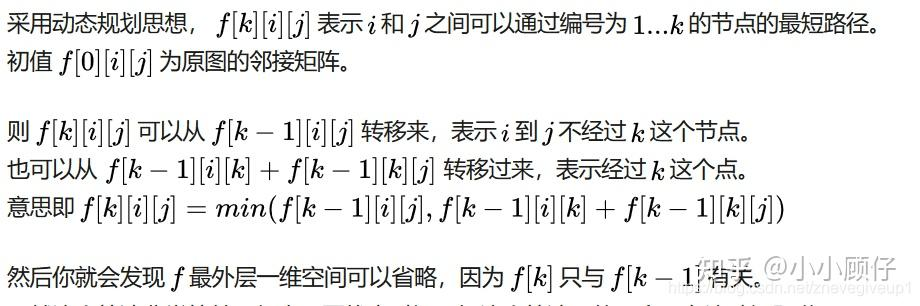 采用动态规划思想， f[k][i][j] 表示 i 和 j 之间可以通过编号为 1...k 的节点的最短路径。
初值 f[0][i][j] 为原图的邻接矩阵。
则 f[k][i][j] 可以从 f[k − 1][i][j] 转移来，表示 i 到 j 不经过 k 这个节点。
也可以从 f[k − 1][i][k] + f[k − 1][k][j] 转移过来，表示经过 k 这个点。
意思即 f[k][i][j] = min(f[k − 1][i][j], f[k − 1][i][k] + f[k − 1][k][j])
然后你就会发现 f 最外层一维空间可以省略，因为 f[k] 只与 f[k − 1] 有关。
知乎 @小小顾仔
https://blog.csdn.net/znevegiveup1